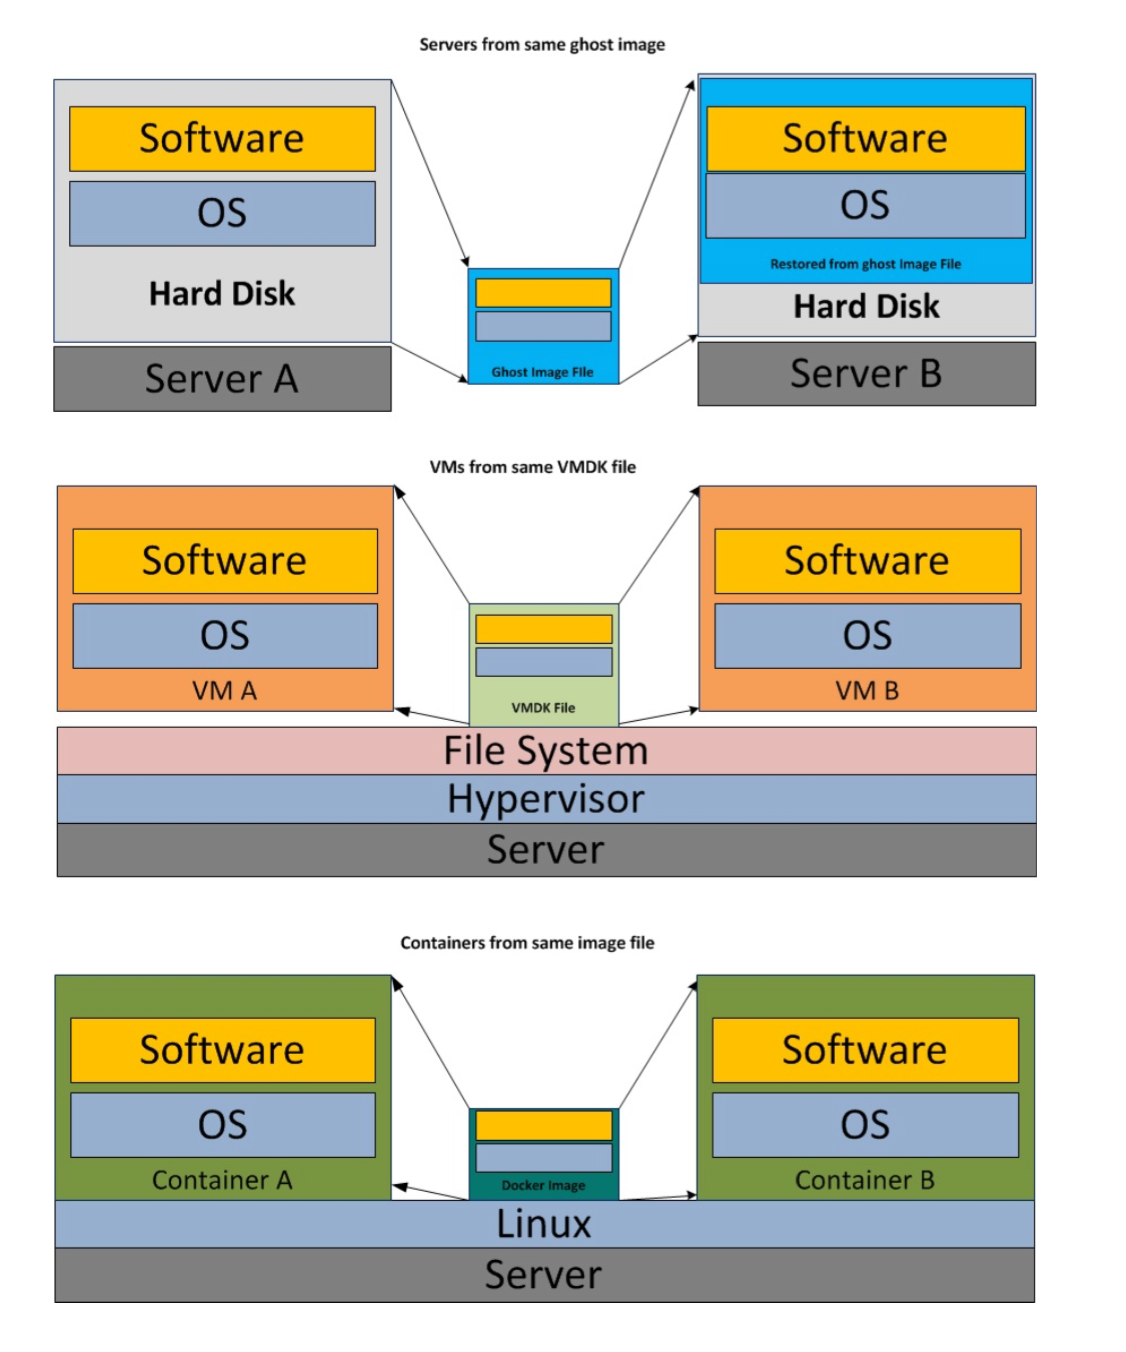 Servers from same ghost image
Software
OS
Hard Disk
Server A
Ghost Image FIle
Software
OS
Restored from ghost Image File
Hard Disk
Server B
VMs from same VMDK file
Software
OS
VM A
VMDK File
Software
OS
VM B
File System
Hypervisor
Server
Containers from same image file
Software
OS
Container A
Docker Image
Software
OS
Container B
Linux
Server